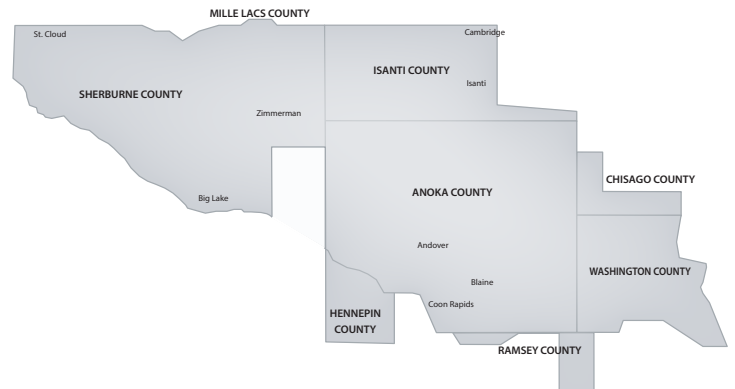 MILLE LACS COUNTY
St. Cloud
Cambridge
ISANTI COUNTY
Isanti
SHERBURNE COUNTY
Zimmerman
CHISAGO COUNTY
ANOKA COUNTY
Big Lake
Andover
WASHINGTON COUNTY
Blaine
Coon Rapids
HENNEPIN
COUNTY
RAMSEY COUNTY